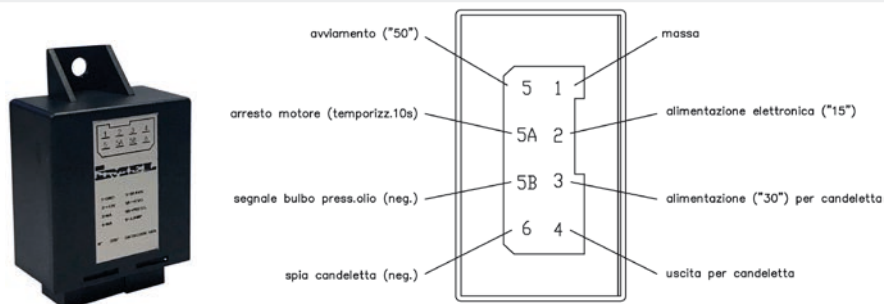 avviamento ("50")
massa
5 1
arresto motore (temporizz.10s)
alimentazione elettronica ("15")
5A 2
segnale bulbo press.olio (neg.)
5B 3
alimentazione ("30") per candeletta
6 4
spia candeletta (neg.)
uscita per candeletta